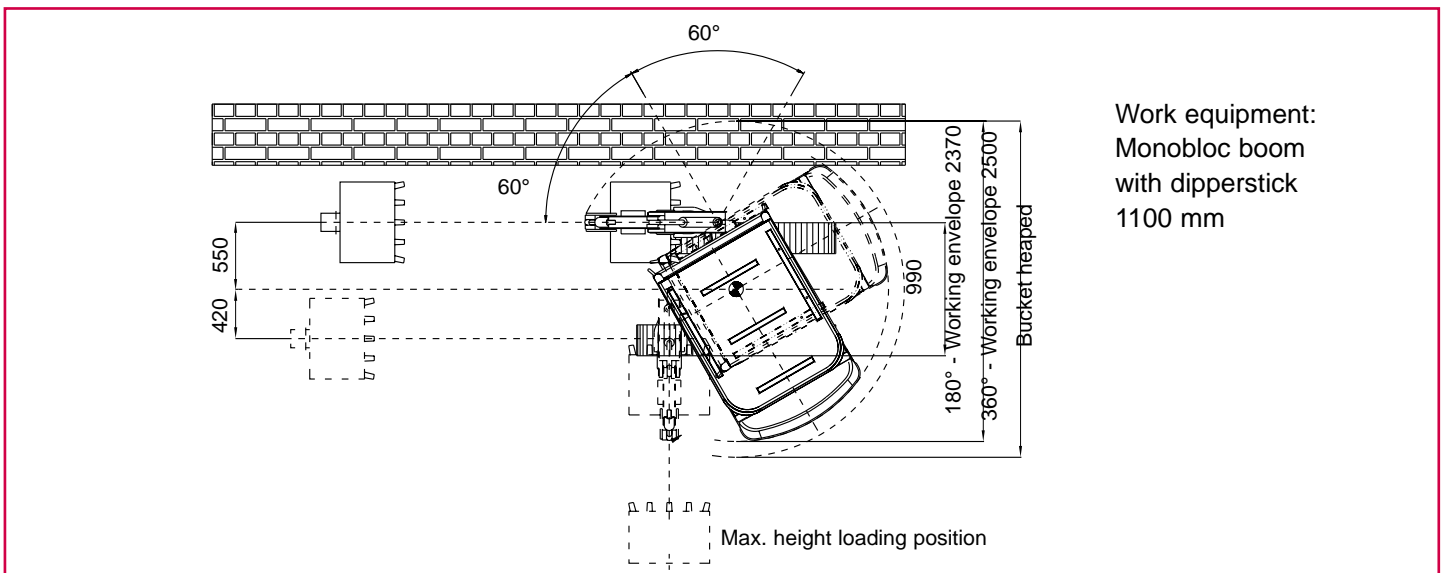 60°
60°
Work equipment:
Monobloc boom
with dipperstick
1100 mm
550
420
990
180° - Working envelope 2370
360° - Working envelope 2500
Bucket heaped
Max. height loading position